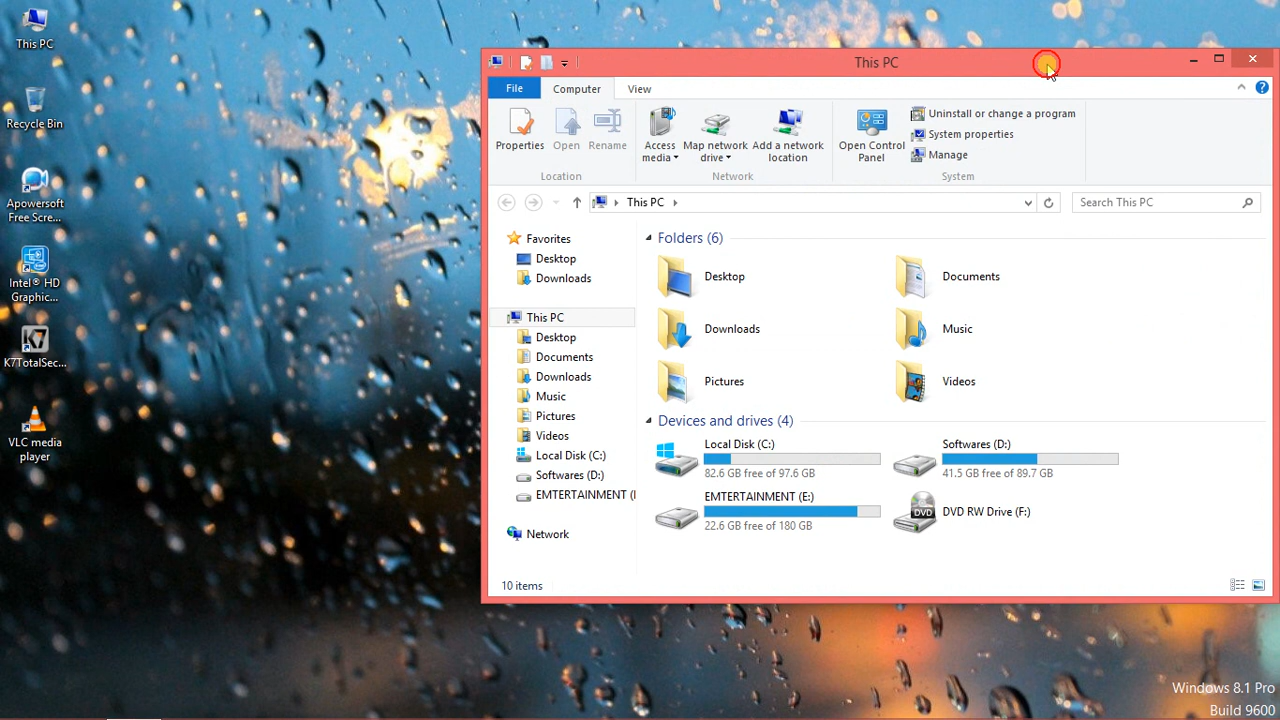 This PC
Recycle Bin
Apowersoft
Free Scre...
Intel® HD
Graphic...
K7TotalSec...
VLC media
player
This PC
File
Computer
View
Properties
Open
Rename
Access
media
Map network
drive
Add a network
location
Open Control
Panel
Uninstall or change a program
System properties
Manage
Location
Network
System
This PC
Search This PC
Favorites
Desktop
Downloads
This PC
Desktop
Documents
Downloads
Music
Pictures
Videos
Local Disk (C:)
Softwares (D:)
EMTERTAINMENT (
Network
Folders (6)
Desktop
Documents
Downloads
Music
Pictures
Videos
Devices and drives (4)
Local Disk (C:)
82.6 GB free of 97.6 GB
Softwares (D:)
41.5 GB free of 89.7 GB
EMTERTAINMENT (E:)
22.6 GB free of 180 GB
DVD
DVD RW Drive (F:)
10 items
Windows 8.1 Pro
Build 9600